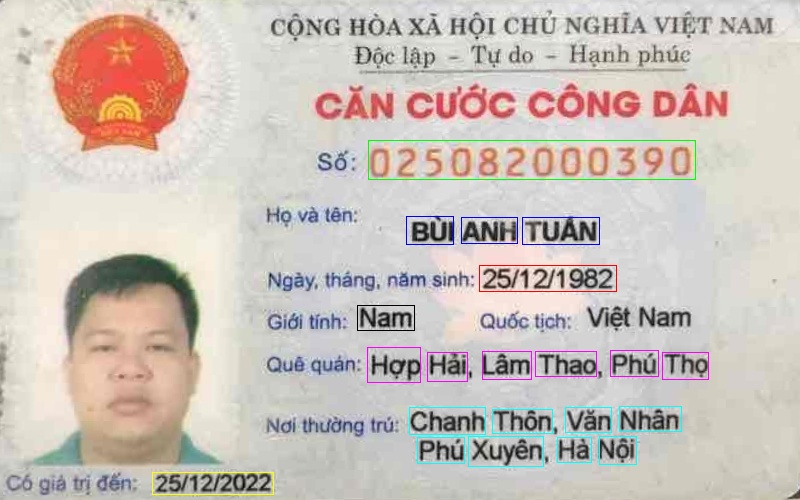 CỘNG HÒA XÃ HỘI CHỦ NGHĨA VIỆT NAM
Độc lập - Tự do - Hạnh phúc
CĂN CƯỚC CÔNG DÂN
Số: 025082000390
Họ và tên:
BÙI ANH TUẤN
Ngày, tháng, năm sinh: 25/12/1982
Giới tính: Nam Quốc tịch: Việt Nam
Quê quán: Hợp Hải, Lâm Thao, Phú Thọ
Nơi thường trú: Chanh Thôn, Văn Nhân
Phú Xuyên, Hà Nội
Có giá trị đến: 25/12/2022